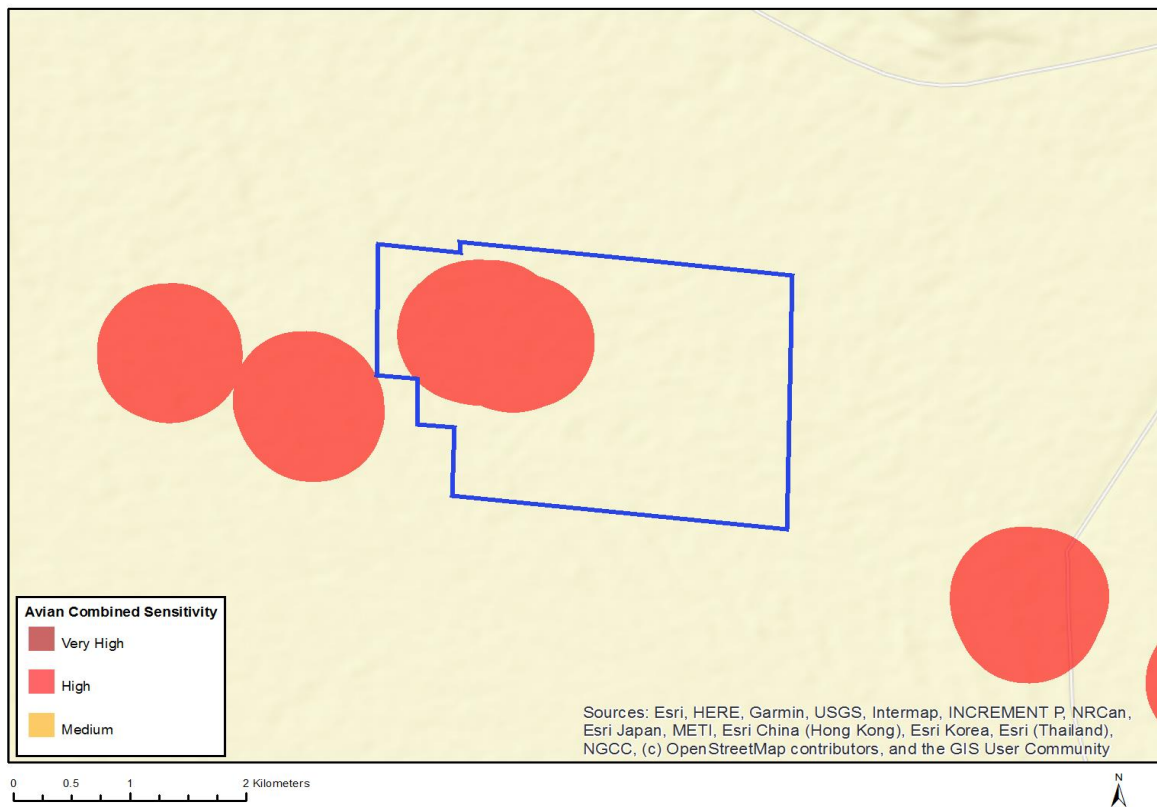 Avian Combined Sensitivity
Very High
High
Medium
Sources: Esri, HERE, Garmin, USGS, Intermap, INCREMENT P, NRCan,
Esri Japan, METI, Esri China (Hong Kong), Esri Korea, Esri (Thailand),
NGCC, (c) OpenStreetMap contributors, and the GIS User Community
0 0.5 1 2 Kilometers
N